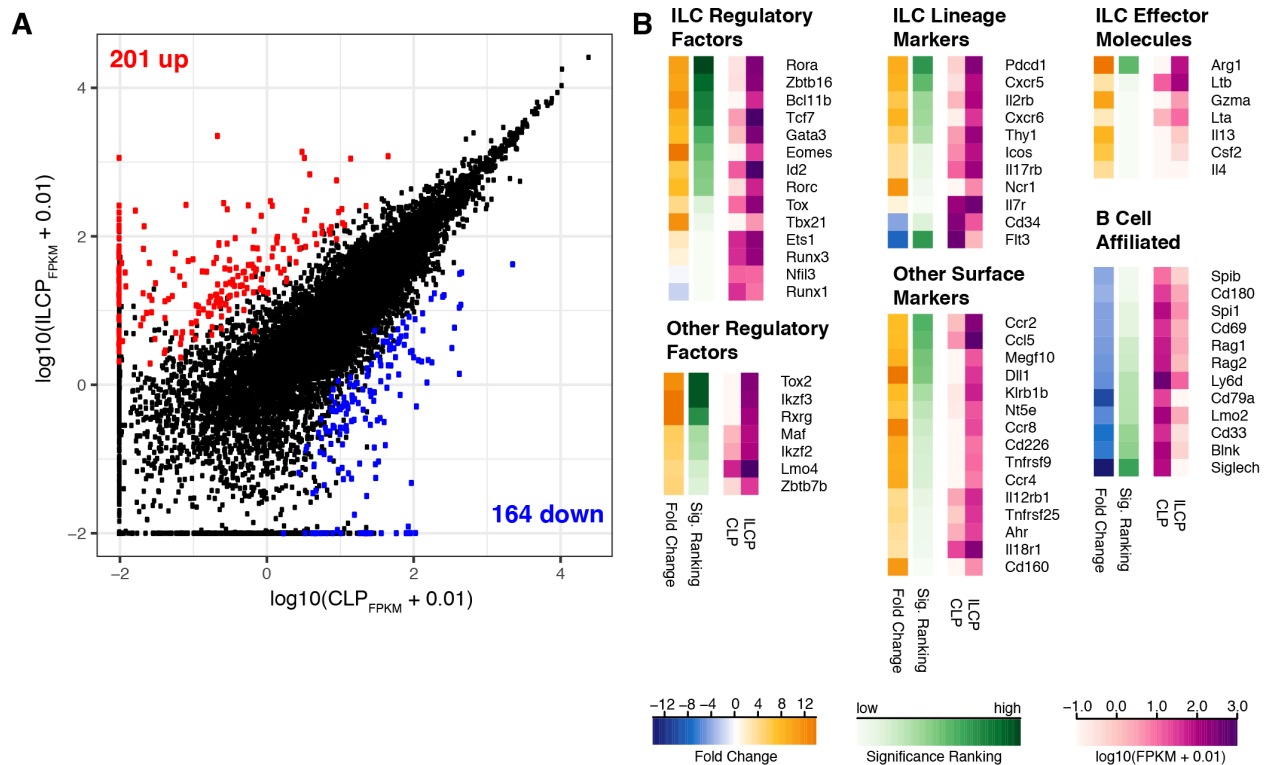 A
201 up
164 down
4
2
0
−2
−2
0
2
4
log10(ILCP FPKM + 0.01)
log10(CLP FPKM + 0.01)
B
ILC Regulatory
Factors
Rora
Zbtb16
Bcl11b
Tcf7
Gata3
Eomes
Id2
Rorc
Tox
Tbx21
Ets1
Runx3
Nfil3
Runx1
Other Regulatory
Factors
Tox2
Ikzf3
Rxrg
Maf
Ikzf2
Lmo4
Zbtb7b
Fold Change
Sig. Ranking
CLP
ILCP
ILC Lineage
Markers
Pdcd1
Cxcr5
Il2rb
Cxcr6
Thy1
Icos
Il17rb
Ncr1
Il7r
Cd34
Flt3
Other Surface
Markers
Ccr2
Ccl5
Megf10
Dll1
Klrb1b
Nt5e
Ccr8
Cd226
Tnfrsf9
Ccr4
Il12rb1
Tnfrsf25
Ahr
Il18r1
Cd160
Fold Change
Sig. Ranking
CLP
ILCP
ILC Effector
Molecules
Arg1
Ltb
Gzma
Lta
Il13
Csf2
Il4
B Cell
Affiliated
Spib
Cd180
Spi1
Cd69
Rag1
Rag2
Ly6d
Cd79a
Lmo2
Cd33
Blnk
Siglech
Fold Change
Sig. Ranking
CLP
ILCP
−12 −8 −4 0 4 8 12
Fold Change
low high
Significance Ranking
−1.0 0.0 1.0 2.0 3.0
log10(FPKM + 0.01)